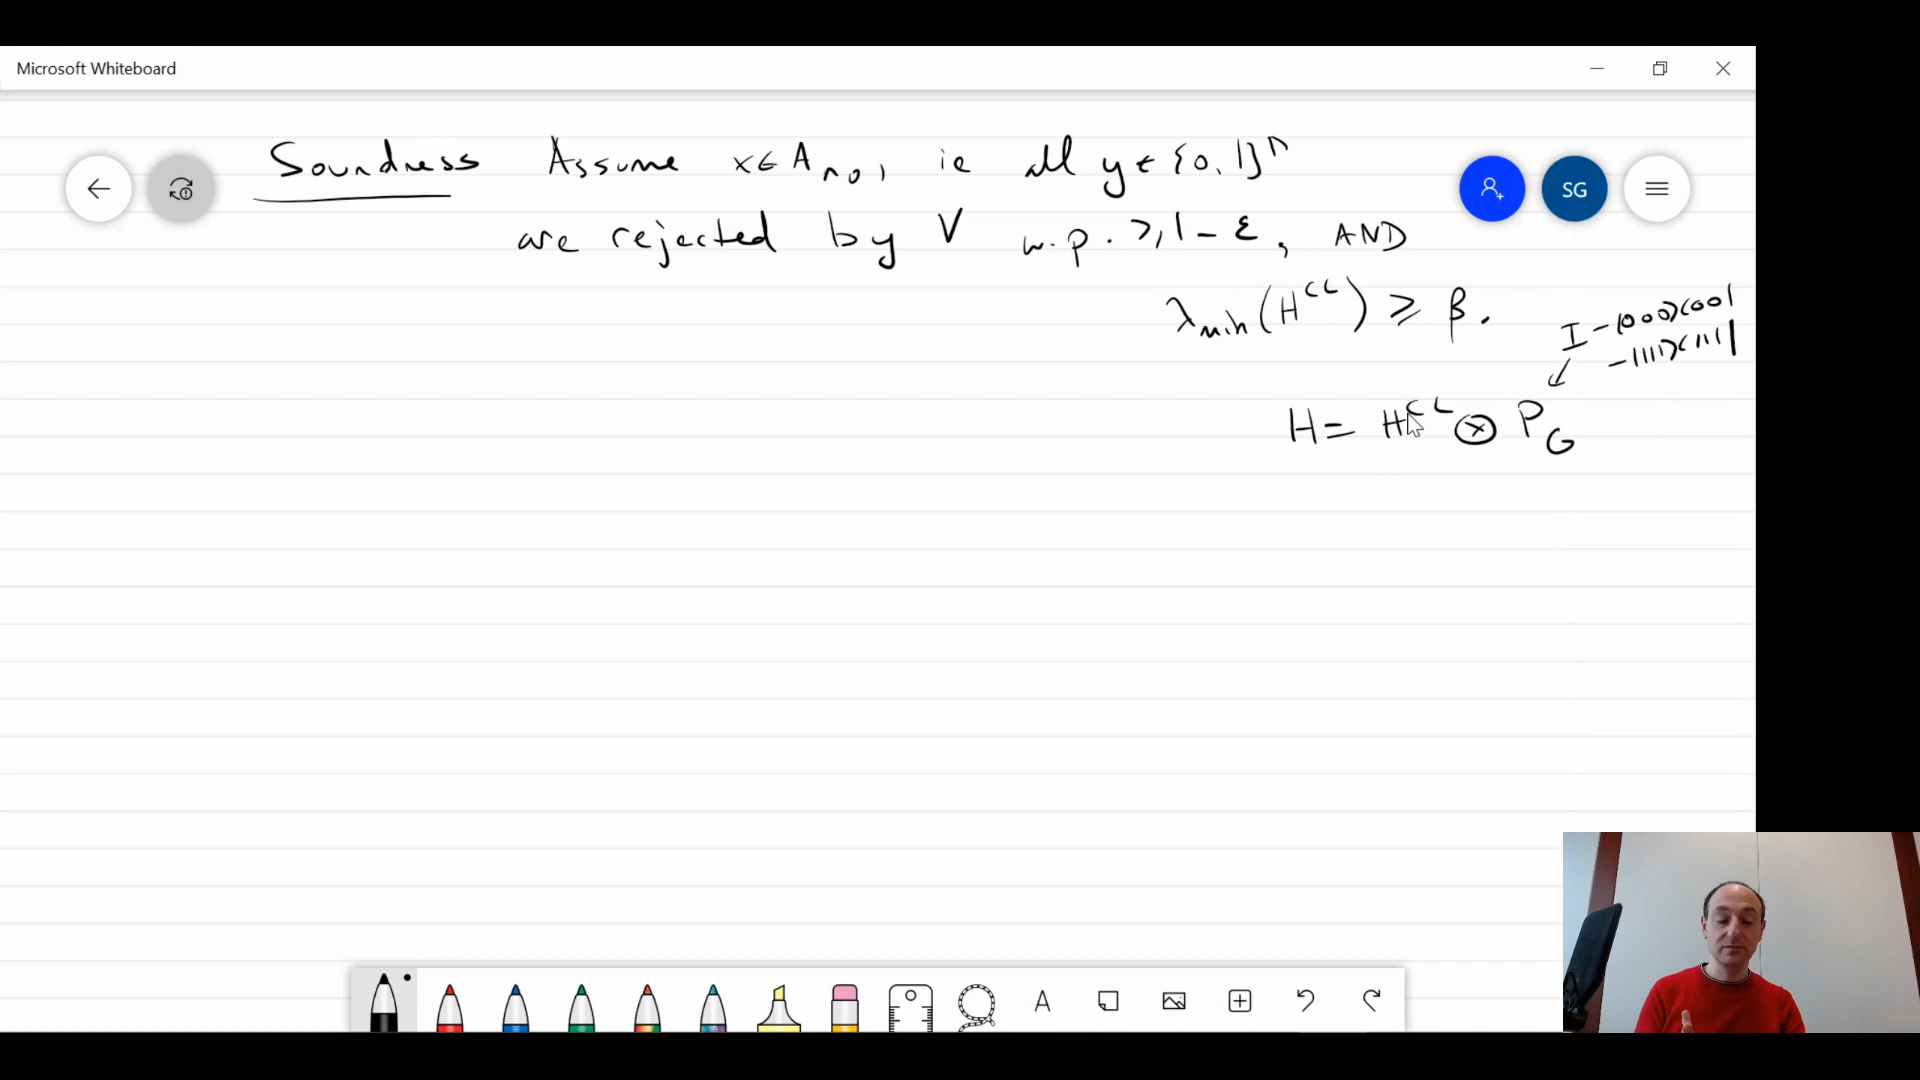 Microsoft Whiteboard
Soundness Assume x ∈ A_no, ie all y ∈ {0,1}^n
SG
are rejected by V w.p. ≥ 1 - ε, AND
λ_min(H^CL) ≥ β.
I - |000⟩⟨000|
- |111⟩⟨111|
H = H^CL ⊗ P_G